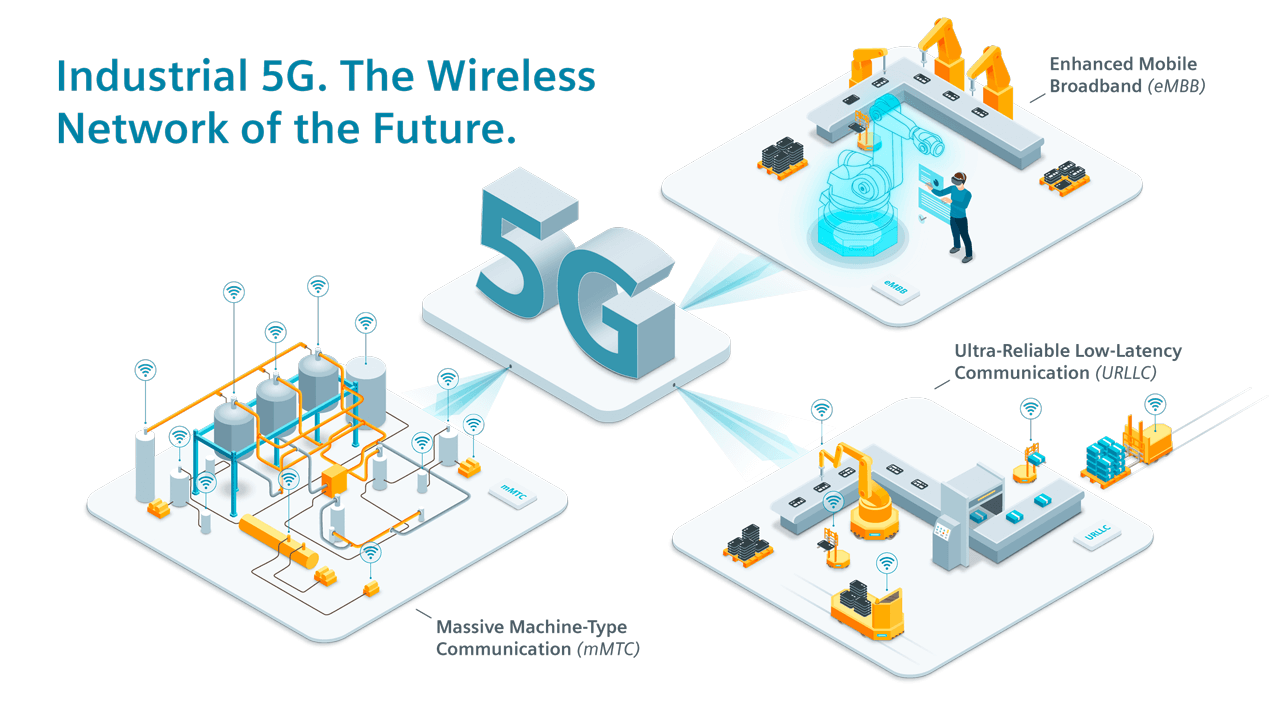 Industrial 5G. The Wireless
Network of the Future.
Enhanced Mobile
Broadband (eMBB)
5G
eMBB
Ultra-Reliable Low-Latency
Communication (URLLC)
mMTC
URLLC
Massive Machine-Type
Communication (mMTC)